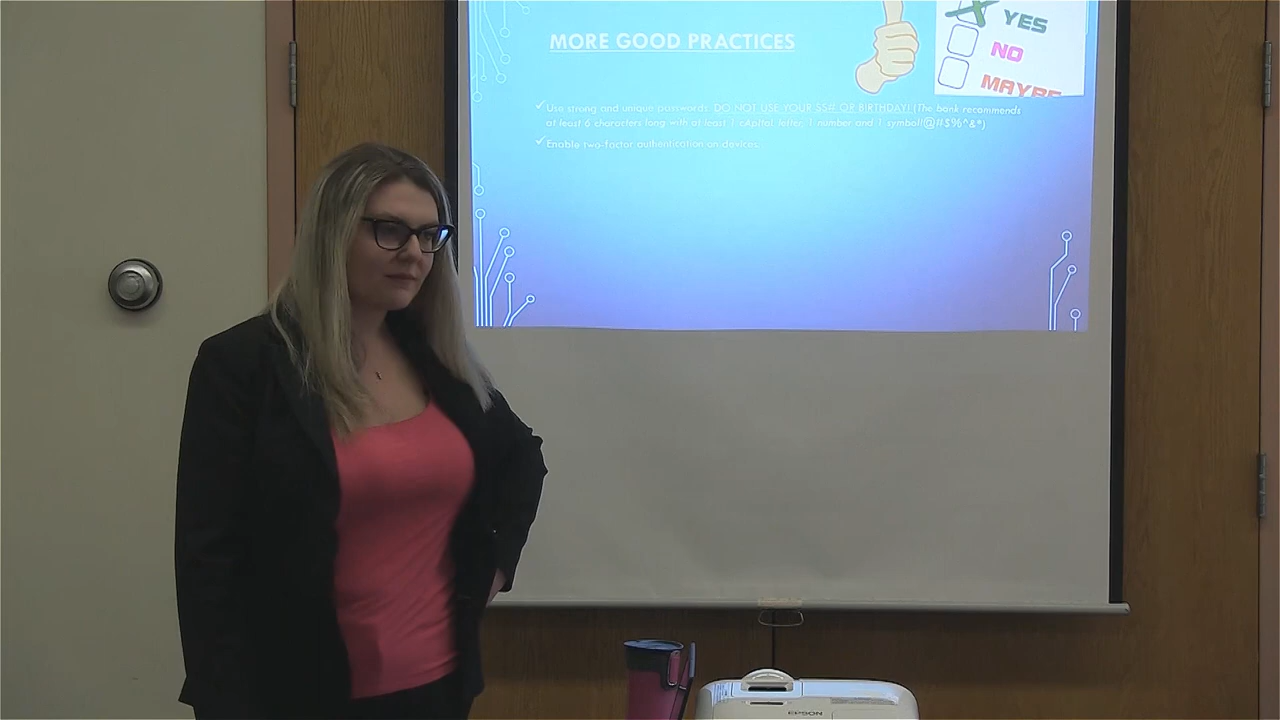 MORE GOOD PRACTICES
YES
NO
MAYBE
Use strong and unique passwords. DO NOT USE YOUR SS# OR BIRTHDAY! (The bank recommends
at least 6 characters long with at least 1 cApital letter, 1 number and 1 symbol!@#$%^&*)
Enable two-factor authentication on devices.
EPSON